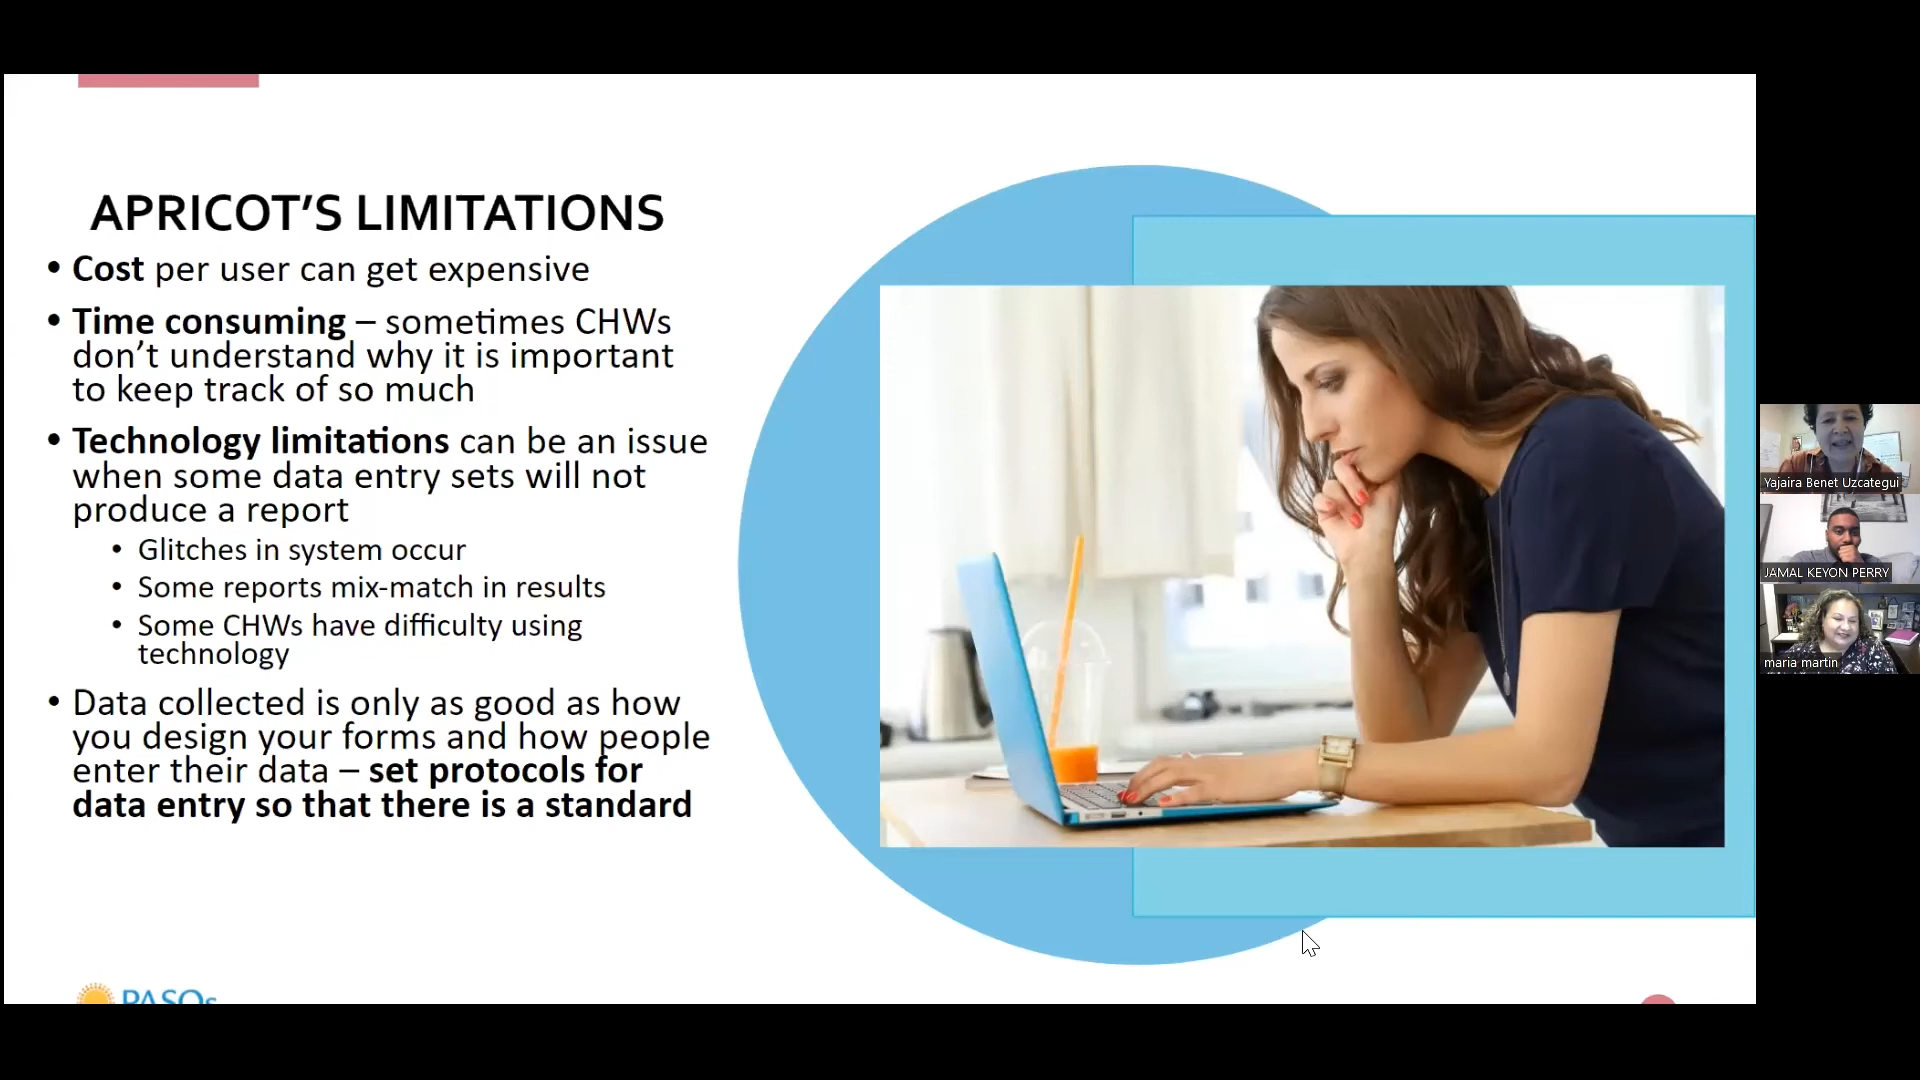 APRICOT’S LIMITATIONS
• Cost per user can get expensive
• Time consuming – sometimes CHWs
don’t understand why it is important
to keep track of so much
• Technology limitations can be an issue
when some data entry sets will not
produce a report
• Glitches in system occur
• Some reports mix-match in results
• Some CHWs have difficulty using
technology
• Data collected is only as good as how
you design your forms and how people
enter their data – set protocols for
data entry so that there is a standard
PASOs
Yajaira Benet Uzcategui
JAMAL KEYON PERRY
maria martin